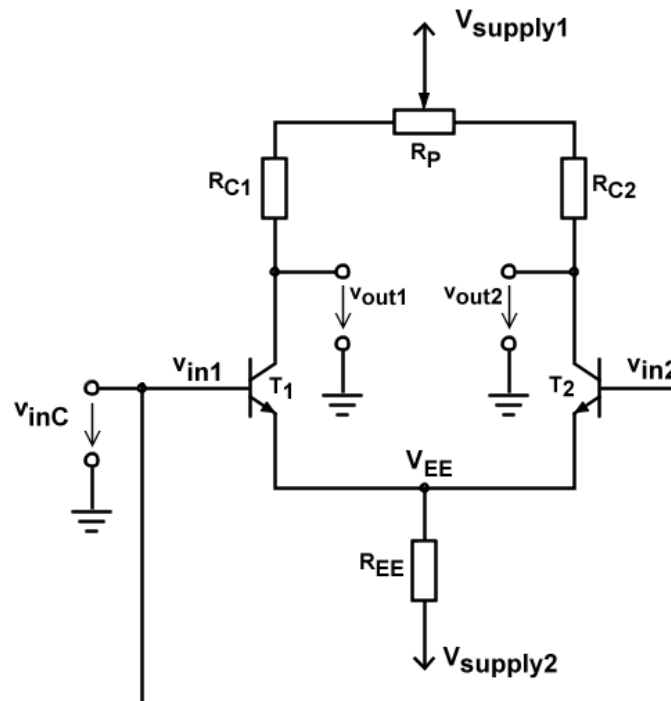 Vsupply1
RP
RC1
RC2
vout1
vout2
vin1
T1
T2
vin2
vinC
VEE
REE
Vsupply2